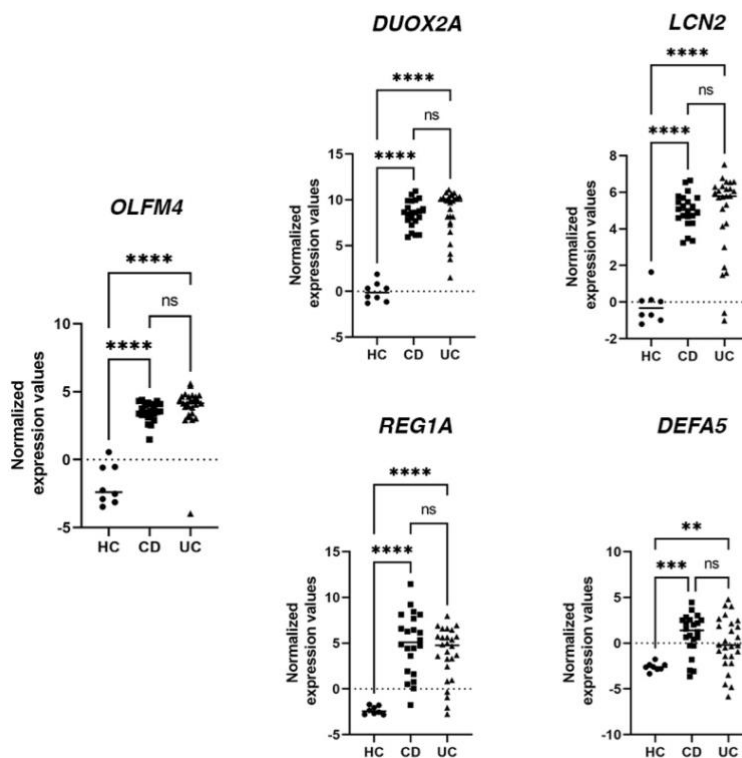 DUOX2A
****
ns
****
Normalized
expression values
15
10
5
0
-5
HC CD UC
LCN2
****
ns
****
Normalized
expression values
8
6
4
2
0
-2
HC CD UC
OLFM4
****
ns
****
Normalized
expression values
10
5
0
-5
HC CD UC
REG1A
****
ns
****
Normalized
expression values
15
10
5
0
-5
HC CD UC
DEFA5
**
*** ns
Normalized
expression values
10
5
0
-5
-10
HC CD UC